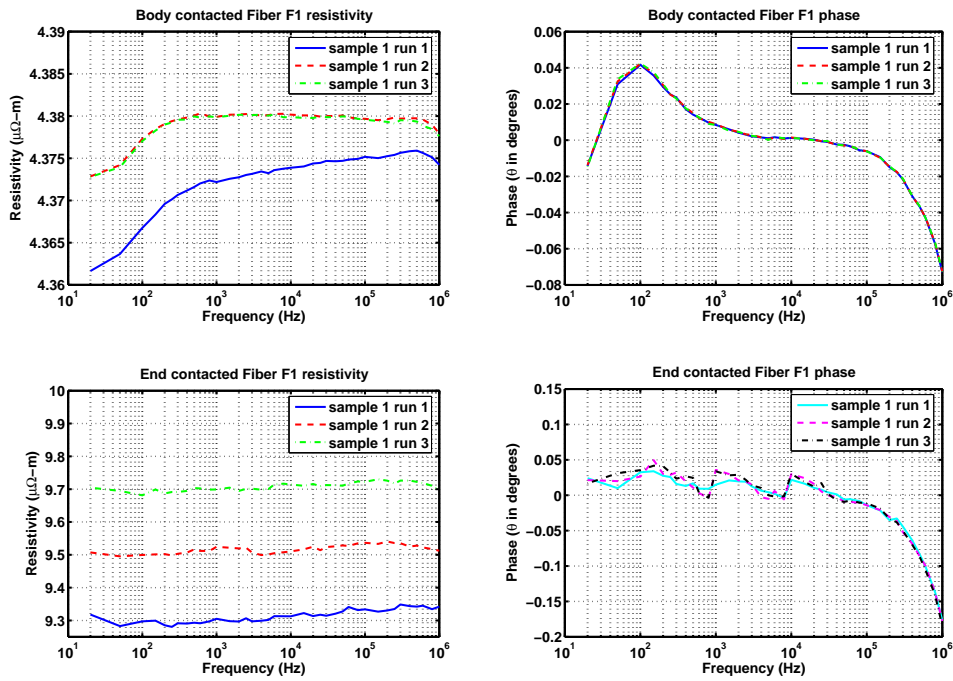 Body contacted Fiber F1 resistivity
4.39
4.385
4.38
4.375
4.37
4.365
4.36
Resistivity (μΩ−m)
sample 1 run 1
sample 1 run 2
sample 1 run 3
10^1 10^2 10^3 10^4 10^5 10^6
Frequency (Hz)
Body contacted Fiber F1 phase
0.06
0.04
0.02
0
−0.02
−0.04
−0.06
−0.08
Phase (θ in degrees)
sample 1 run 1
sample 1 run 2
sample 1 run 3
10^1 10^2 10^3 10^4 10^5 10^6
Frequency (Hz)
End contacted Fiber F1 resistivity
10
9.9
9.8
9.7
9.6
9.5
9.4
9.3
Resistivity (μΩ−m)
sample 1 run 1
sample 1 run 2
sample 1 run 3
10^1 10^2 10^3 10^4 10^5 10^6
Frequency (Hz)
End contacted Fiber F1 phase
0.15
0.1
0.05
0
−0.05
−0.1
−0.15
−0.2
Phase (θ in degrees)
sample 1 run 1
sample 1 run 2
sample 1 run 3
10^1 10^2 10^3 10^4 10^5 10^6
Frequency (Hz)